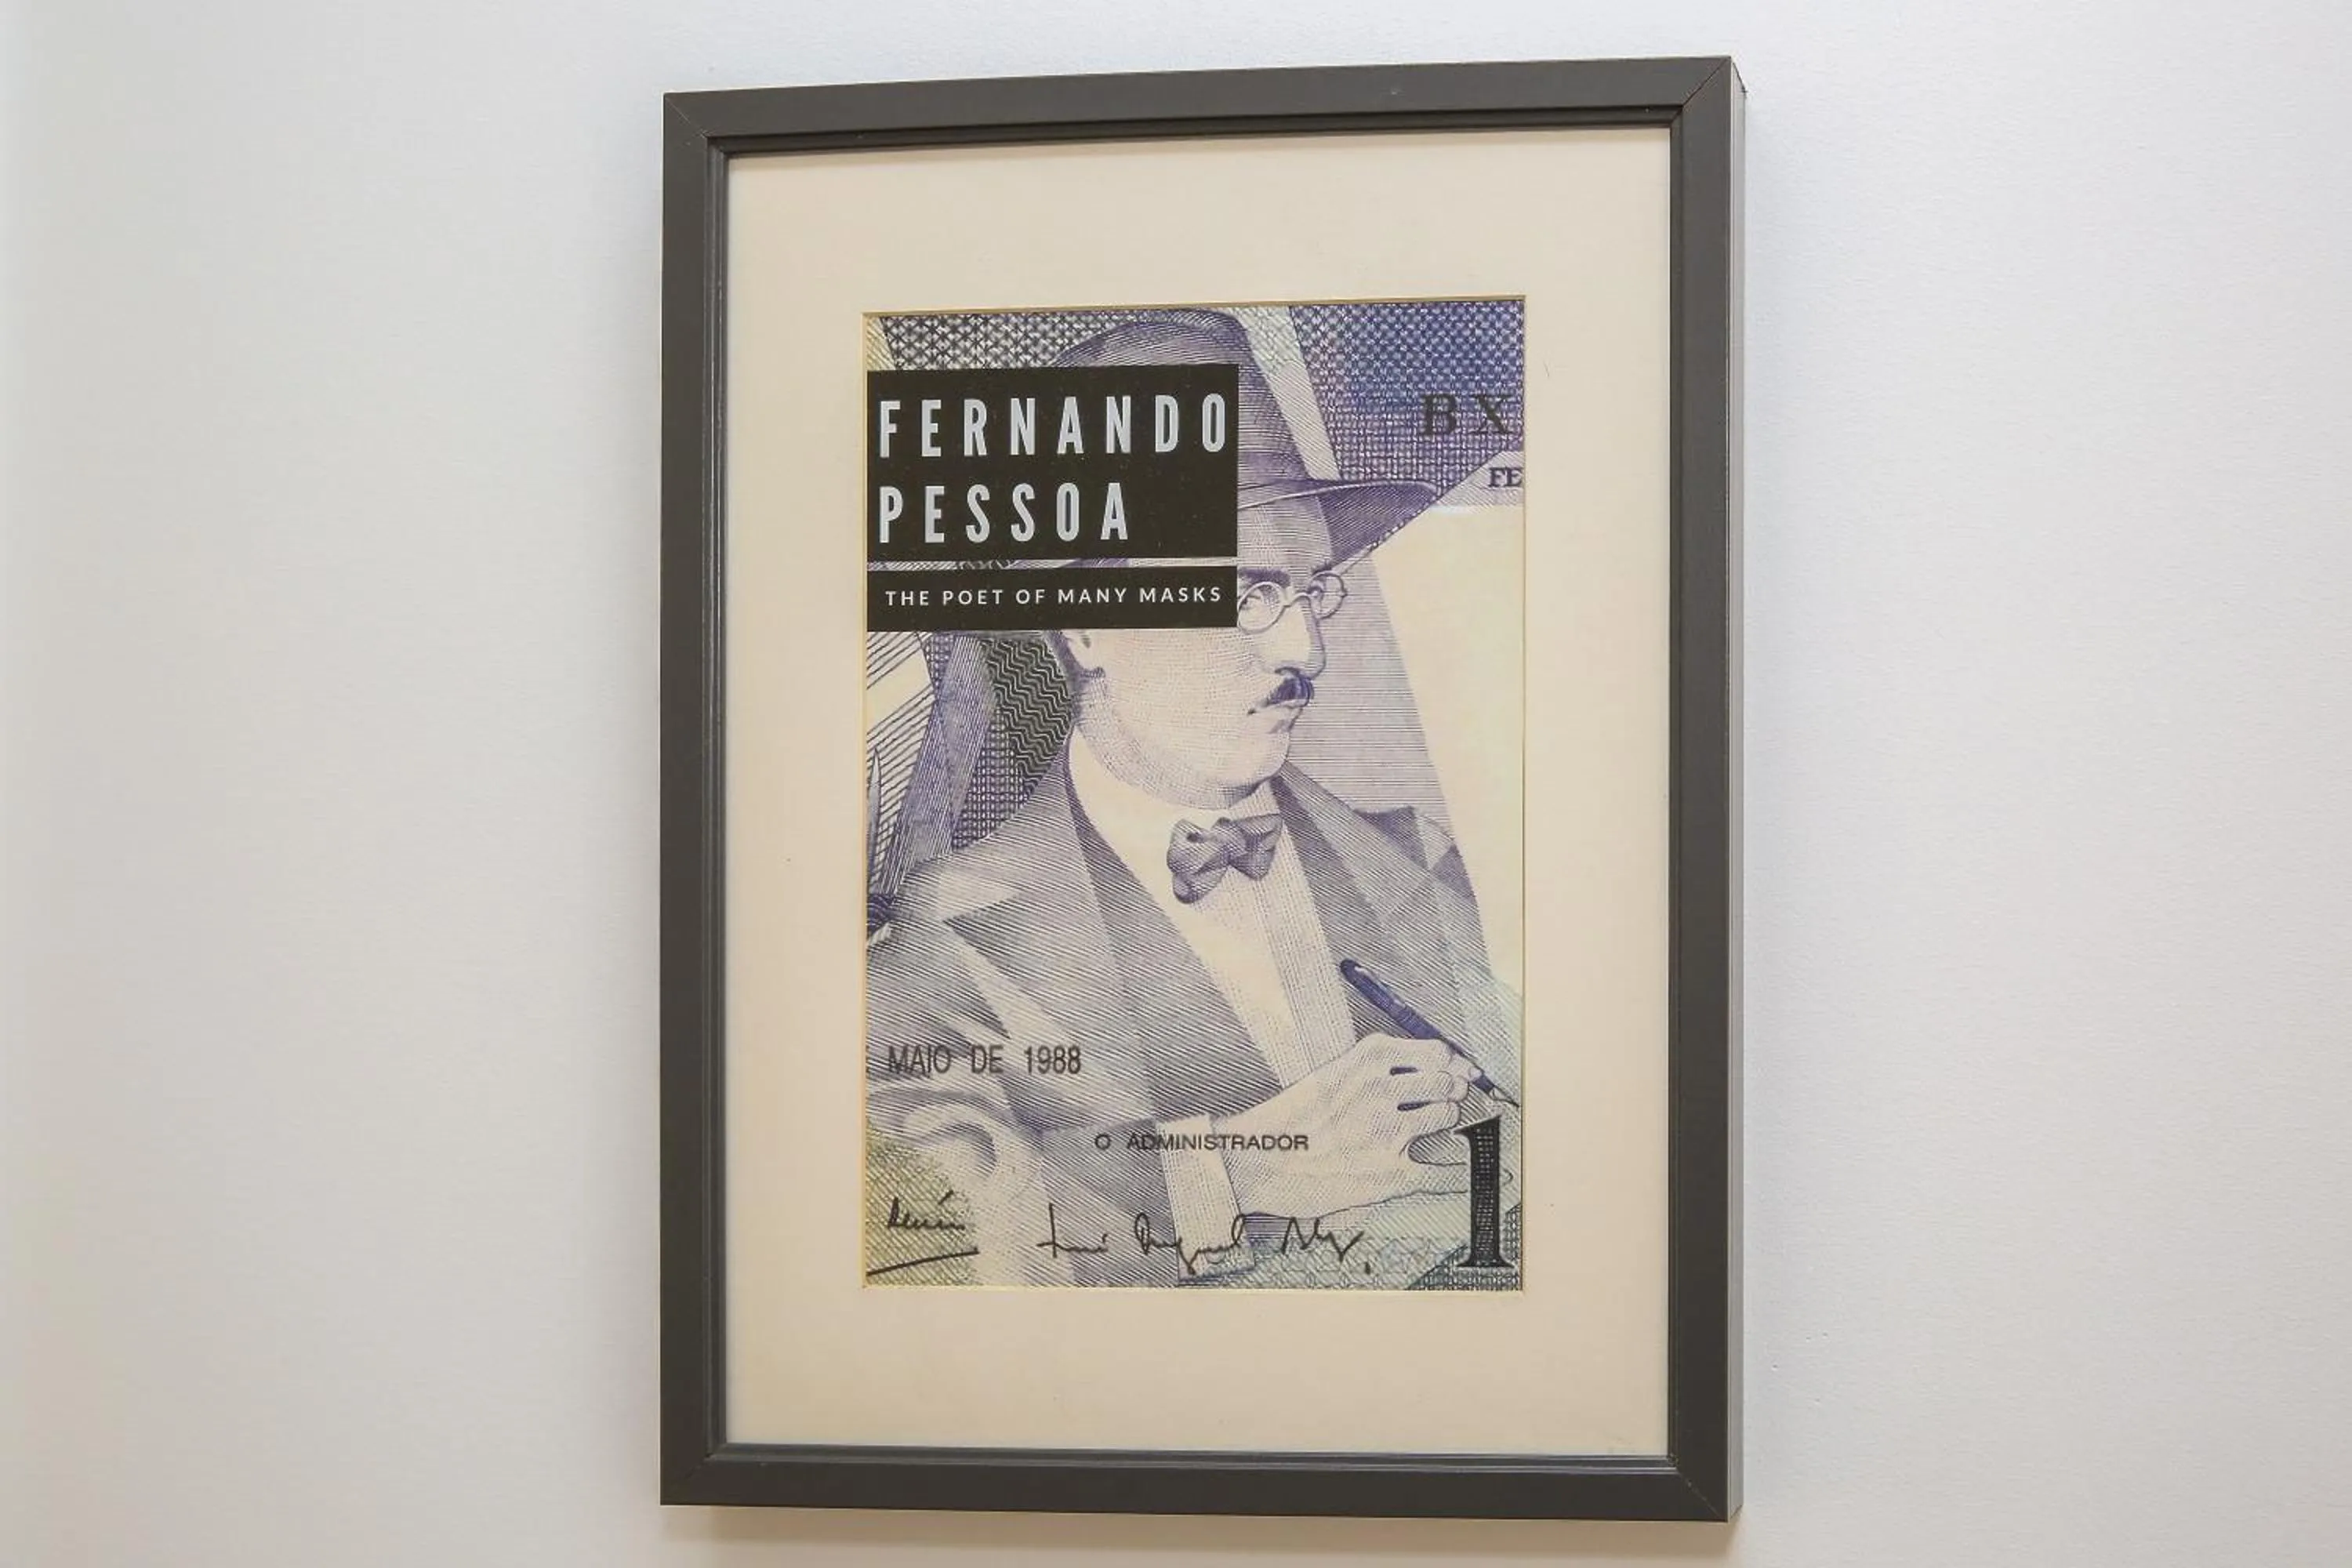 FERNANDO
PESSOA
THE POET OF MANY MASKS
BX
FE
MAIO DE 1988
O ADMINISTRADOR
1